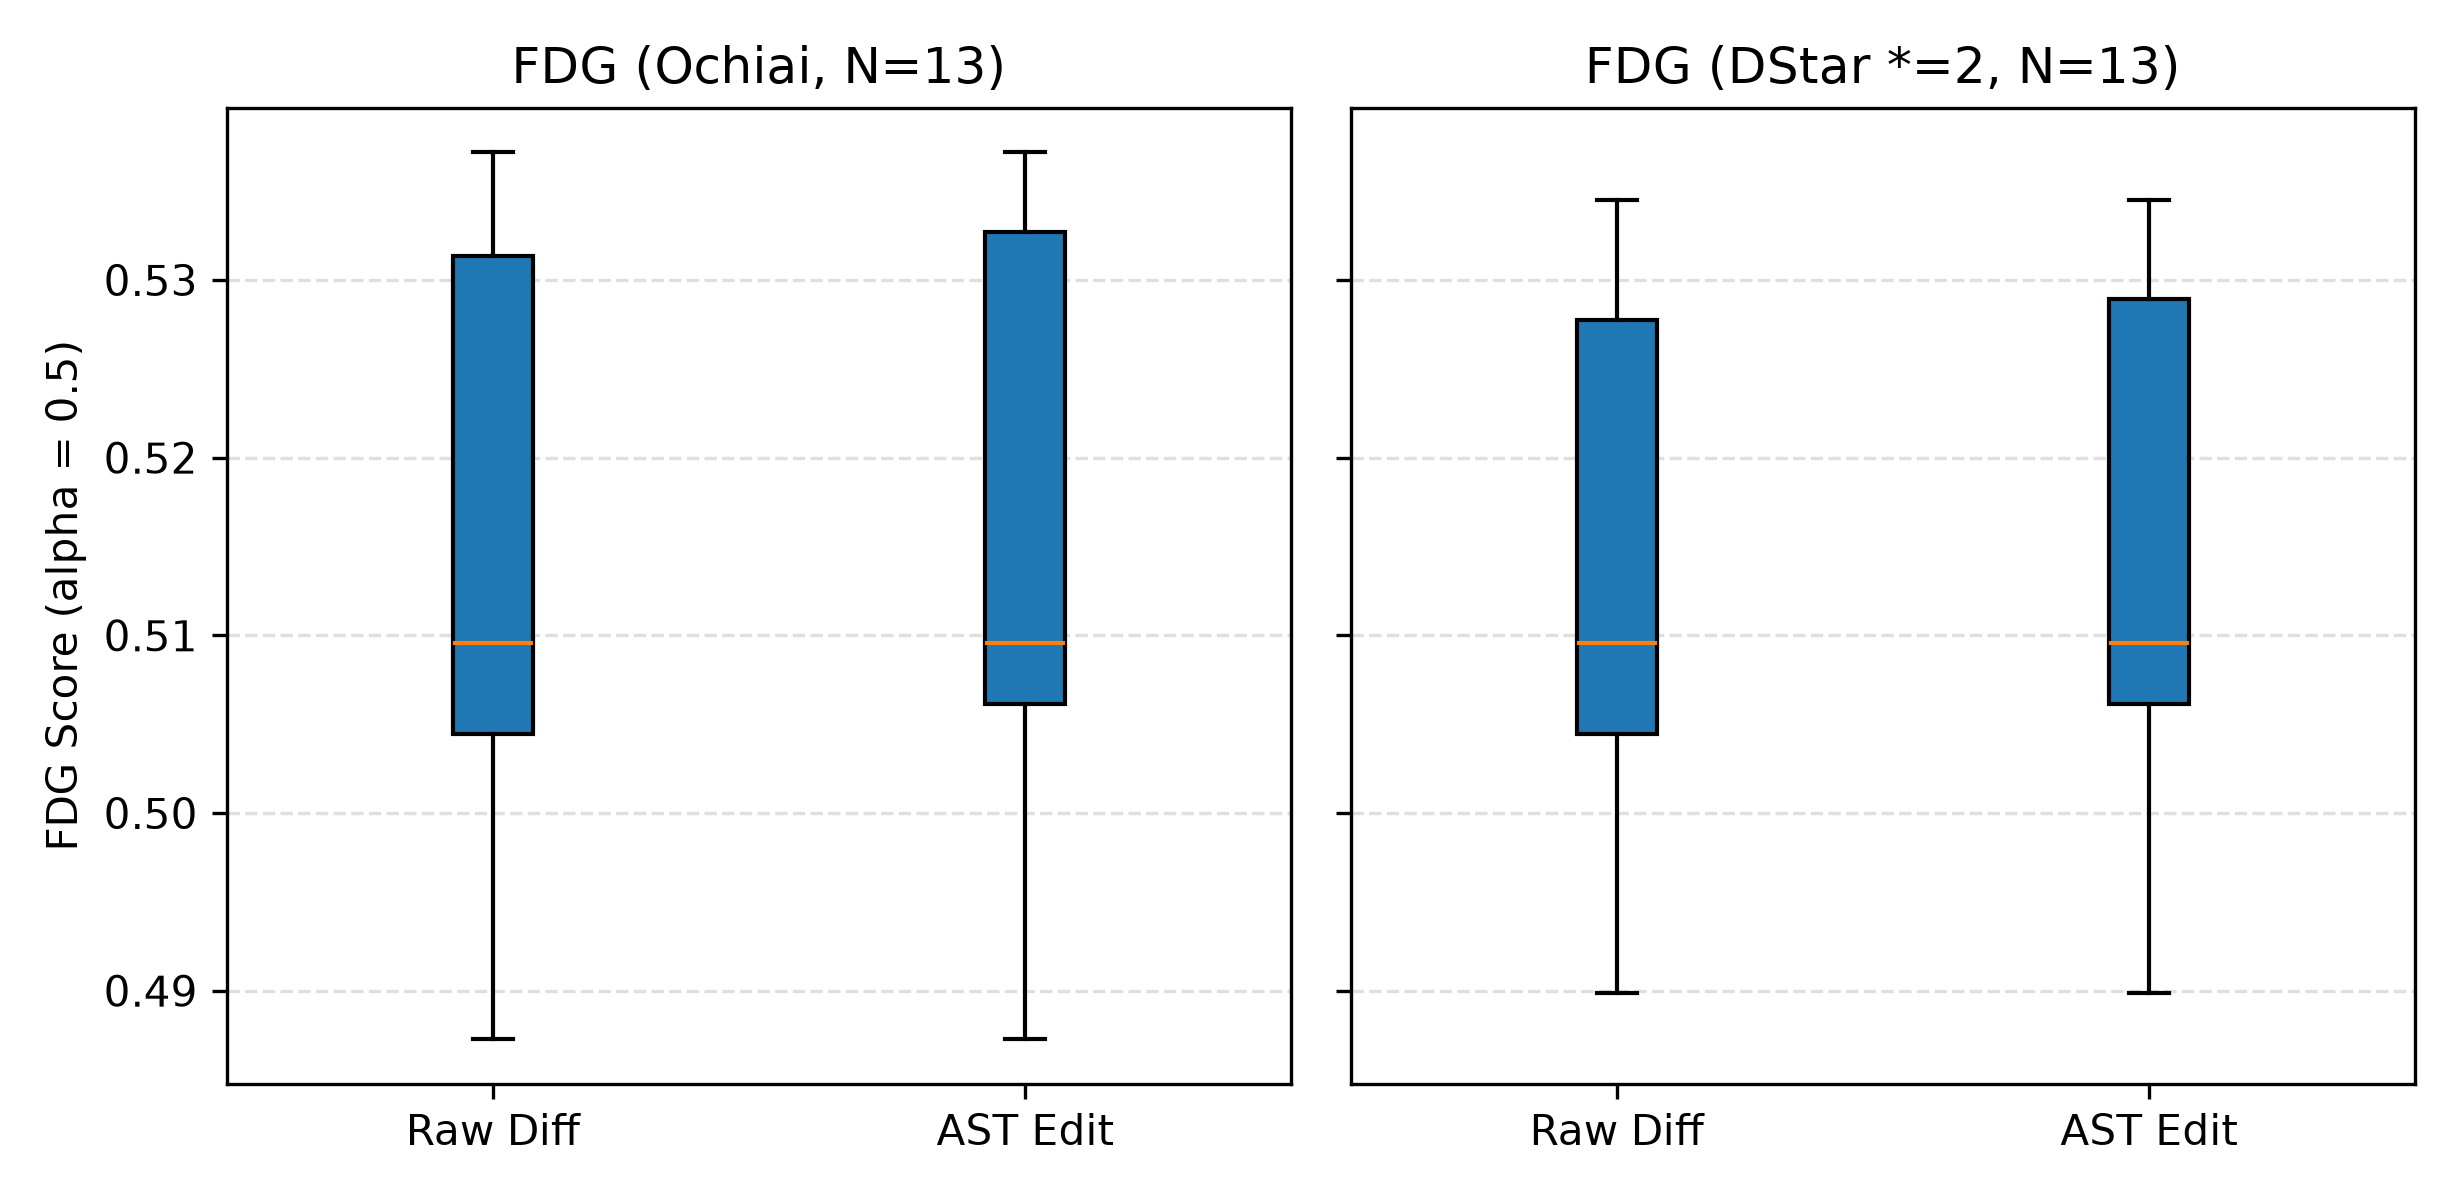 FDG (Ochiai, N=13)
FDG (DStar *=2, N=13)
FDG Score (alpha = 0.5)
0.53
0.52
0.51
0.50
0.49
Raw Diff
AST Edit
Raw Diff
AST Edit